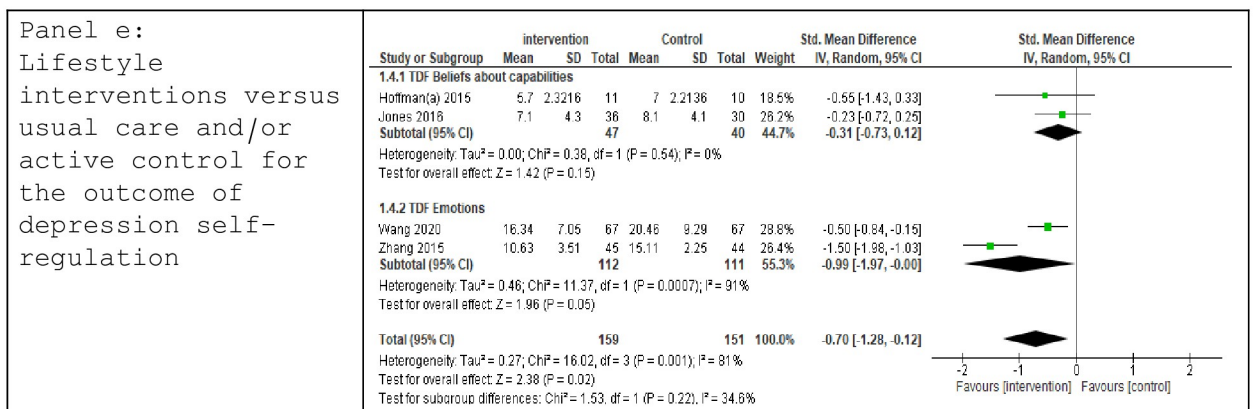 Panel e:
Lifestyle
interventions versus
usual care and/or
active control for
the outcome of
depression self-
regulation
intervention Control Std. Mean Difference Std. Mean Difference
Study or Subgroup Mean SD Total Mean SD Total Weight IV, Random, 95% CI IV, Random, 95% CI
1.4.1 TDF Beliefs about capabilities
Hoffman(a) 2015 5.7 2.3216 11 7 2.2136 10 18.5% -0.55 [-1.43, 0.33]
Jones 2016 7.1 4.3 36 8.1 4.1 30 26.2% -0.23 [-0.72, 0.25]
Subtotal (95% CI) 47 40 44.7% -0.31 [-0.73, 0.12]
Heterogeneity: Tau² = 0.00; Chi² = 0.38, df = 1 (P = 0.54); I² = 0%
Test for overall effect: Z = 1.42 (P = 0.15)
1.4.2 TDF Emotions
Wang 2020 16.34 7.05 67 20.46 9.29 67 28.8% -0.50 [-0.84, -0.15]
Zhang 2015 10.63 3.51 45 15.11 2.25 44 26.4% -1.50 [-1.98, -1.03]
Subtotal (95% CI) 112 111 55.3% -0.99 [-1.97, -0.00]
Heterogeneity: Tau² = 0.46; Chi² = 11.37, df = 1 (P = 0.0007); I² = 91%
Test for overall effect: Z = 1.96 (P = 0.05)
Total (95% CI) 159 151 100.0% -0.70 [-1.28, -0.12]
Heterogeneity: Tau² = 0.27; Chi² = 16.02, df = 3 (P = 0.001); I² = 81%
Test for overall effect: Z = 2.38 (P = 0.02)
Test for subgroup differences: Chi² = 1.53, df = 1 (P = 0.22), I² = 34.6%
-2 -1 0 1 2
Favours [intervention] Favours [control]